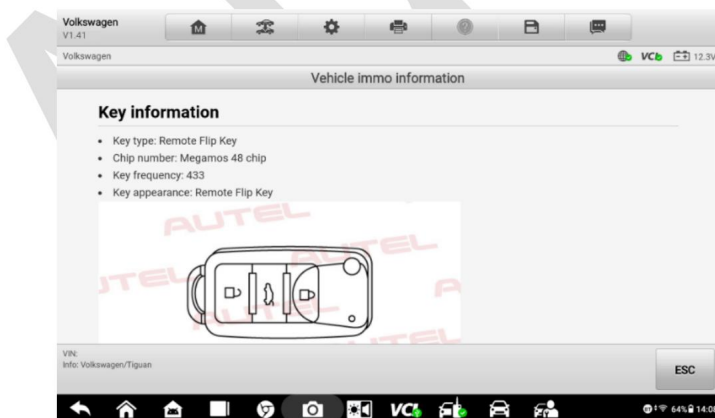 Volkswagen
V1.41
Volkswagen
VCI 12.3V
Vehicle immo information
Key information
• Key type: Remote Flip Key
• Chip number: Megamos 48 chip
• Key frequency: 433
• Key appearance: Remote Flip Key
AUTEL
AUTEL
AUTEL
VIN:
Info: Volkswagen/Tiguan
ESC
VCI
64%